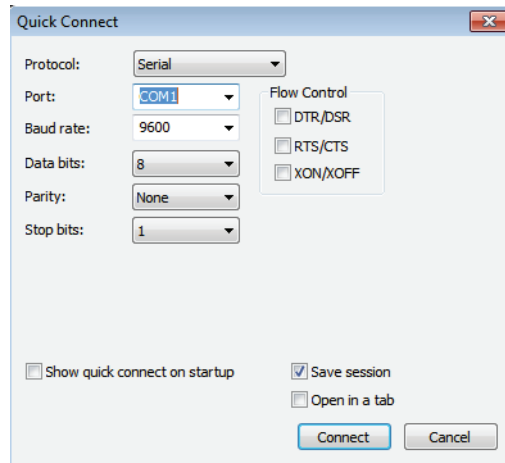 Quick Connect
Protocol: Serial
Port: COM1
Baud rate: 9600
Data bits: 8
Parity: None
Stop bits: 1
Flow Control
DTR/DSR
RTS/CTS
XON/XOFF
Show quick connect on startup
Save session
Open in a tab
Connect Cancel